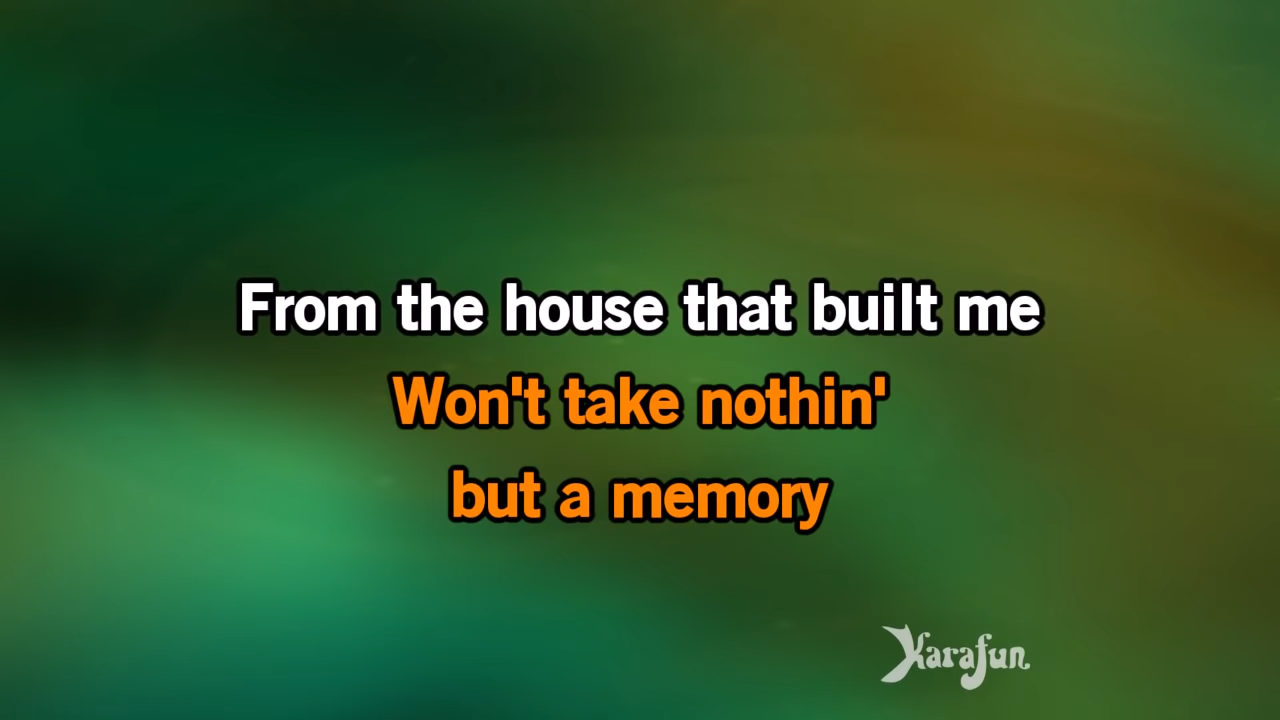 From the house that built me
Won't take nothin'
but a memory
Karafun